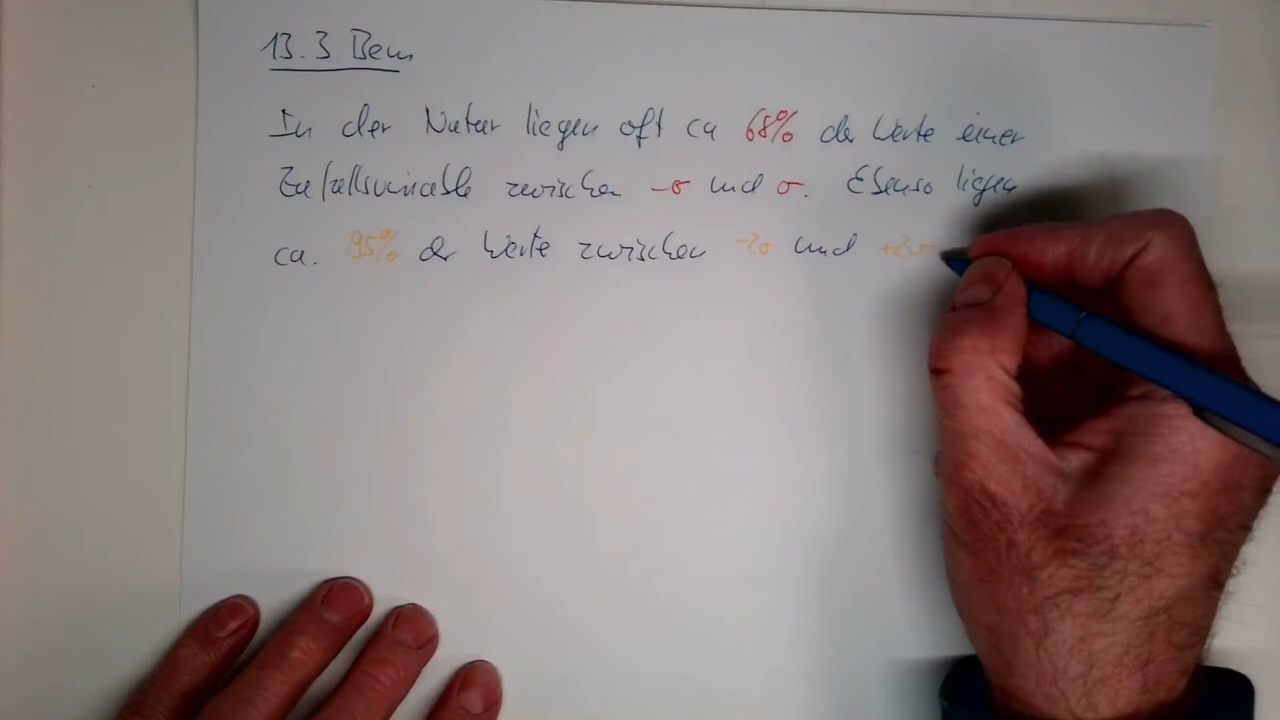 13.3 Bem
In der Natur liegen oft ca 68% der Werte einer
Zufallsvariable zwischen -σ und σ. Ebenso liegen
ca. 95% der Werte zwischen -2σ und +2σ